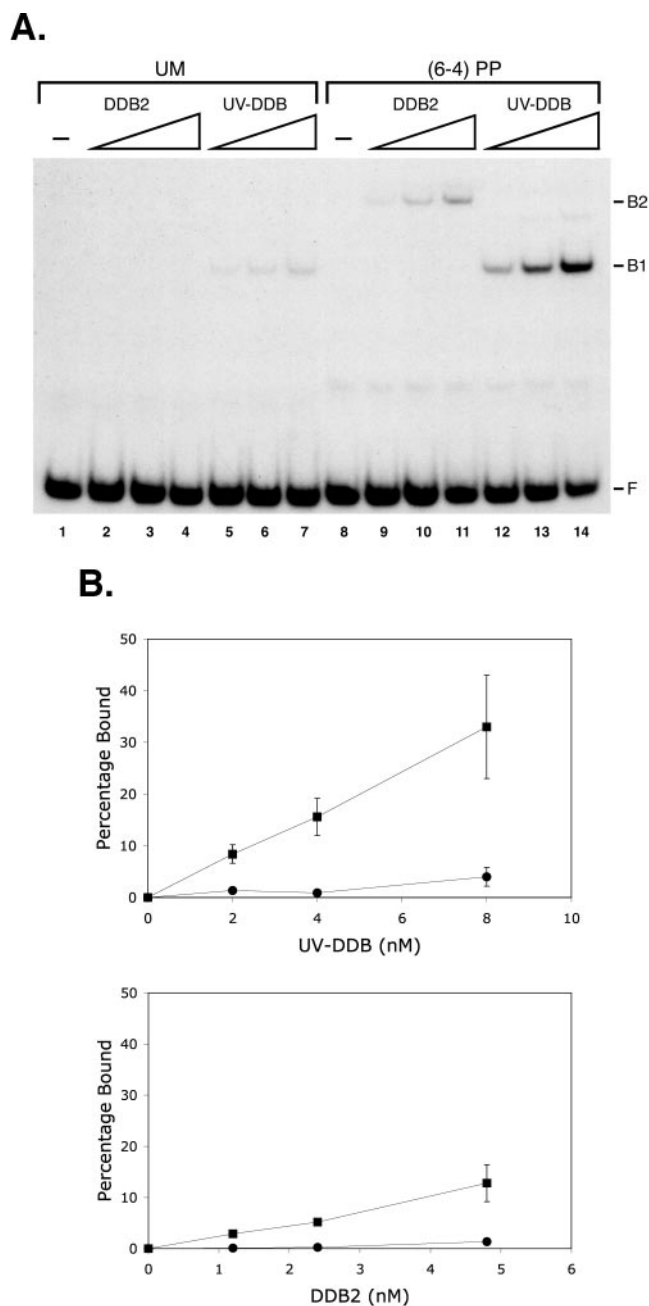 A.
UM (6-4) PP
DDB2 UV-DDB DDB2 UV-DDB
– –
B2
B1
F
1 2 3 4 5 6 7 8 9 10 11 12 13 14
B.
50
40
30
20
10
0
Percentage Bound
0 2 4 6 8 10
UV-DDB (nM)
50
40
30
20
10
0
Percentage Bound
0 1 2 3 4 5 6
DDB2 (nM)